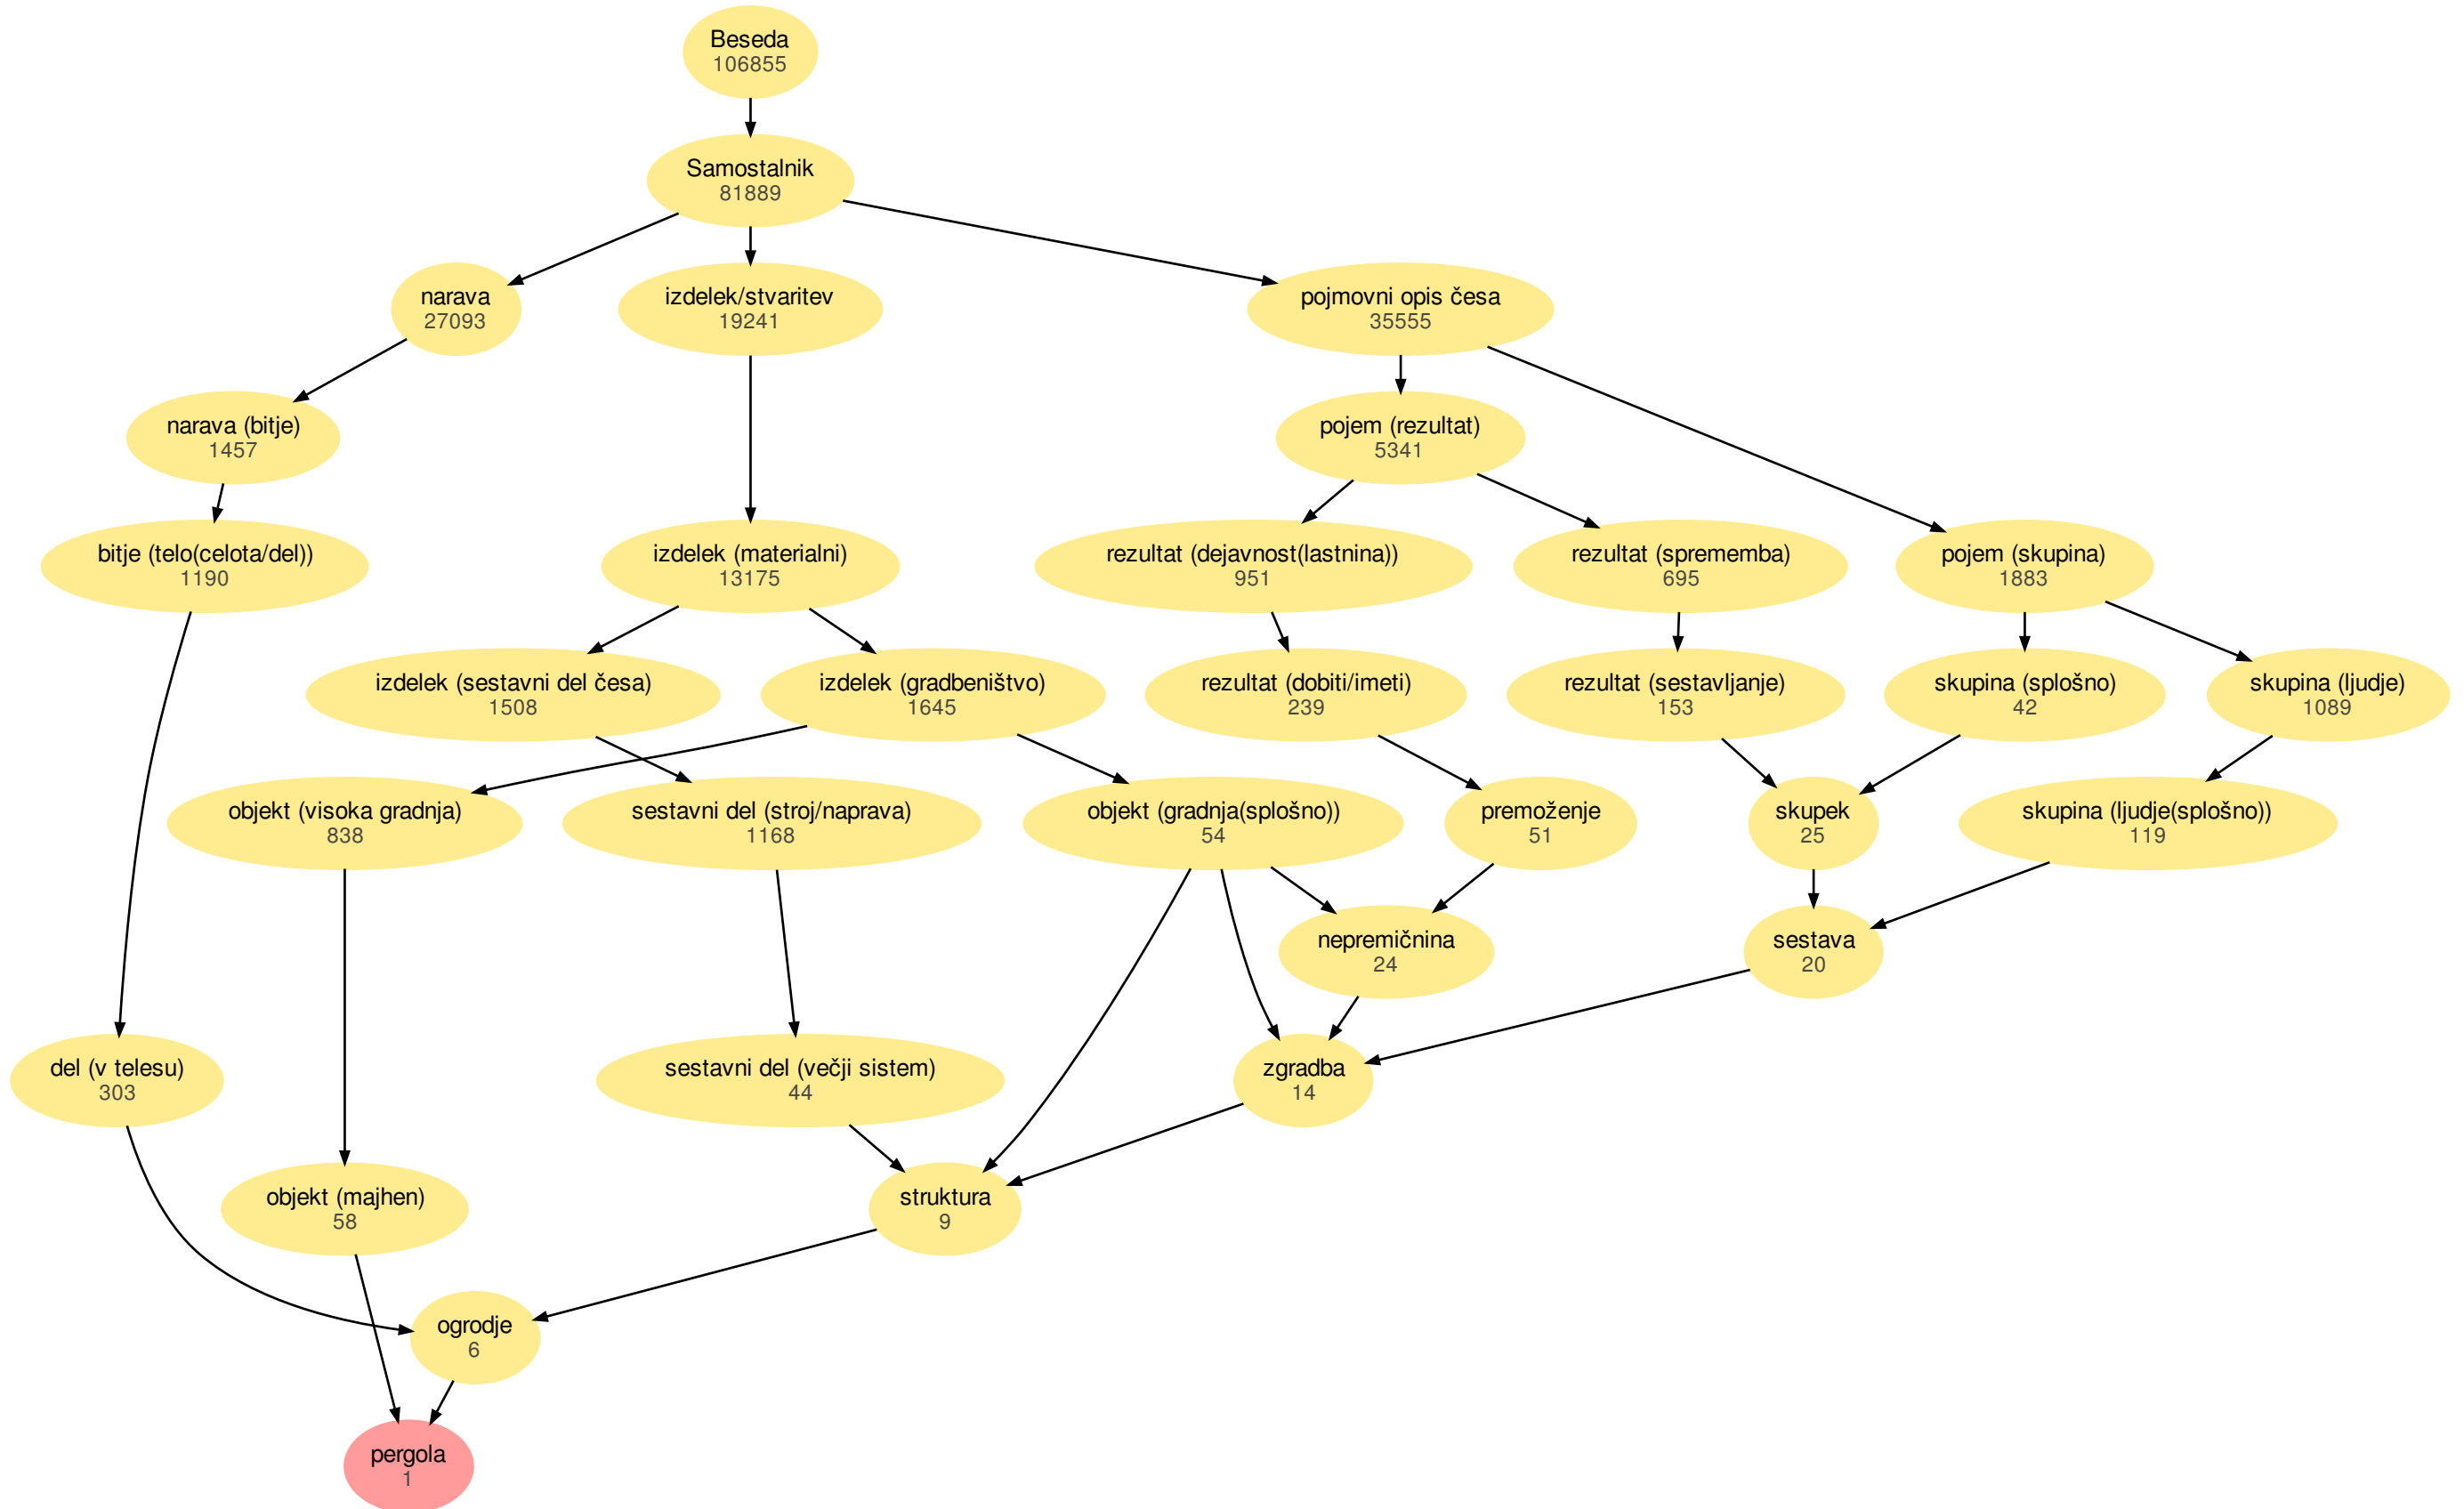 Beseda
106855
Samostalnik
81889
narava
27093
izdelek/stvaritev
19241
pojmovni opis česa
35555
narava (bitje)
1457
pojem (rezultat)
5341
bitje (telo(celota/del))
1190
izdelek (materialni)
13175
rezultat (dejavnost(lastnina))
951
rezultat (sprememba)
695
pojem (skupina)
1883
izdelek (sestavni del česa)
1508
izdelek (gradbeništvo)
1645
rezultat (dobiti/imeti)
239
rezultat (sestavljanje)
153
skupina (splošno)
42
skupina (ljudje)
1089
objekt (visoka gradnja)
838
sestavni del (stroj/naprava)
1168
objekt (gradnja(splošno))
54
premoženje
51
skupek
25
skupina (ljudje(splošno))
119
nepremičnina
24
sestava
20
del (v telesu)
303
sestavni del (večji sistem)
44
zgradba
14
objekt (majhen)
58
struktura
9
ogrodje
6
pergola
1